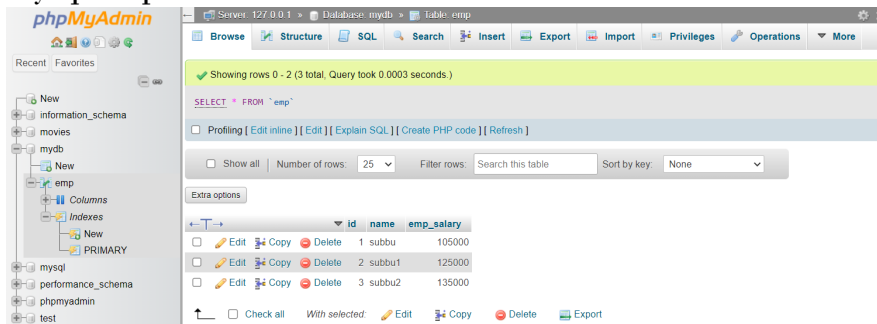 phpMyAdmin
Recent Favorites
New
information_schema
movies
mydb
New
emp
Columns
Indexes
New
PRIMARY
mysql
performance_schema
phpmyadmin
test
Server: 127.0.0.1 » Database: mydb » Table: emp
Browse Structure SQL Search Insert Export Import Privileges Operations More
Showing rows 0 - 2 (3 total, Query took 0.0003 seconds.)
SELECT * FROM `emp`
Profiling [ Edit inline ] [ Edit ] [ Explain SQL ] [ Create PHP code ] [ Refresh ]
Show all | Number of rows: 25 Filter rows: Search this table Sort by key: None
Extra options
←T→ id name emp_salary
Edit Copy Delete 1 subbu 105000
Edit Copy Delete 2 subbu1 125000
Edit Copy Delete 3 subbu2 135000
Check all With selected: Edit Copy Delete Export